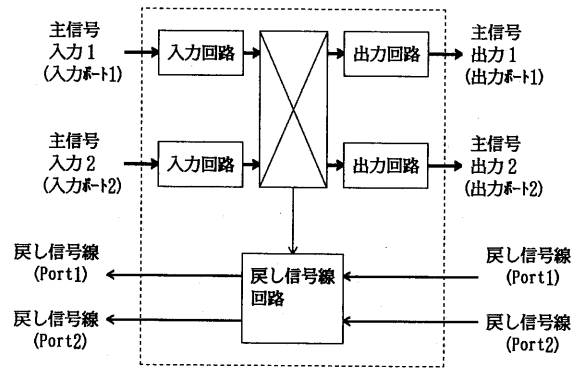 主信号
入力1
(入力ポート1)
入力回路
出力回路
主信号
出力1
(出力ポート1)
主信号
入力2
(入力ポート2)
入力回路
出力回路
主信号
出力2
(出力ポート2)
戻し信号線
(Port1)
戻し信号線
回路
戻し信号線
(Port1)
戻し信号線
(Port2)
戻し信号線
(Port2)